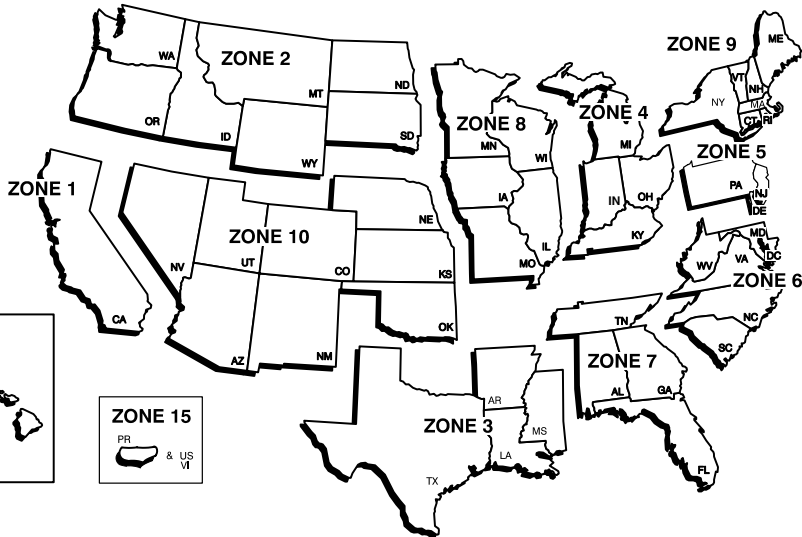 ZONE 1
CA
ZONE 2
WA
OR
ID
MT
WY
ND
SD
ZONE 10
NV
UT
AZ
CO
NM
NE
KS
OK
ZONE 8
MN
WI
IA
IL
MO
ZONE 4
MI
IN
OH
KY
ZONE 9
ME
VT
NH
NY
MA
CT
RI
ZONE 5
PA
NJ
DE
ZONE 6
MD
DC
WV
VA
NC
SC
ZONE 7
TN
AL
GA
FL
ZONE 3
AR
MS
LA
TX
ZONE 15
PR
& US
VI